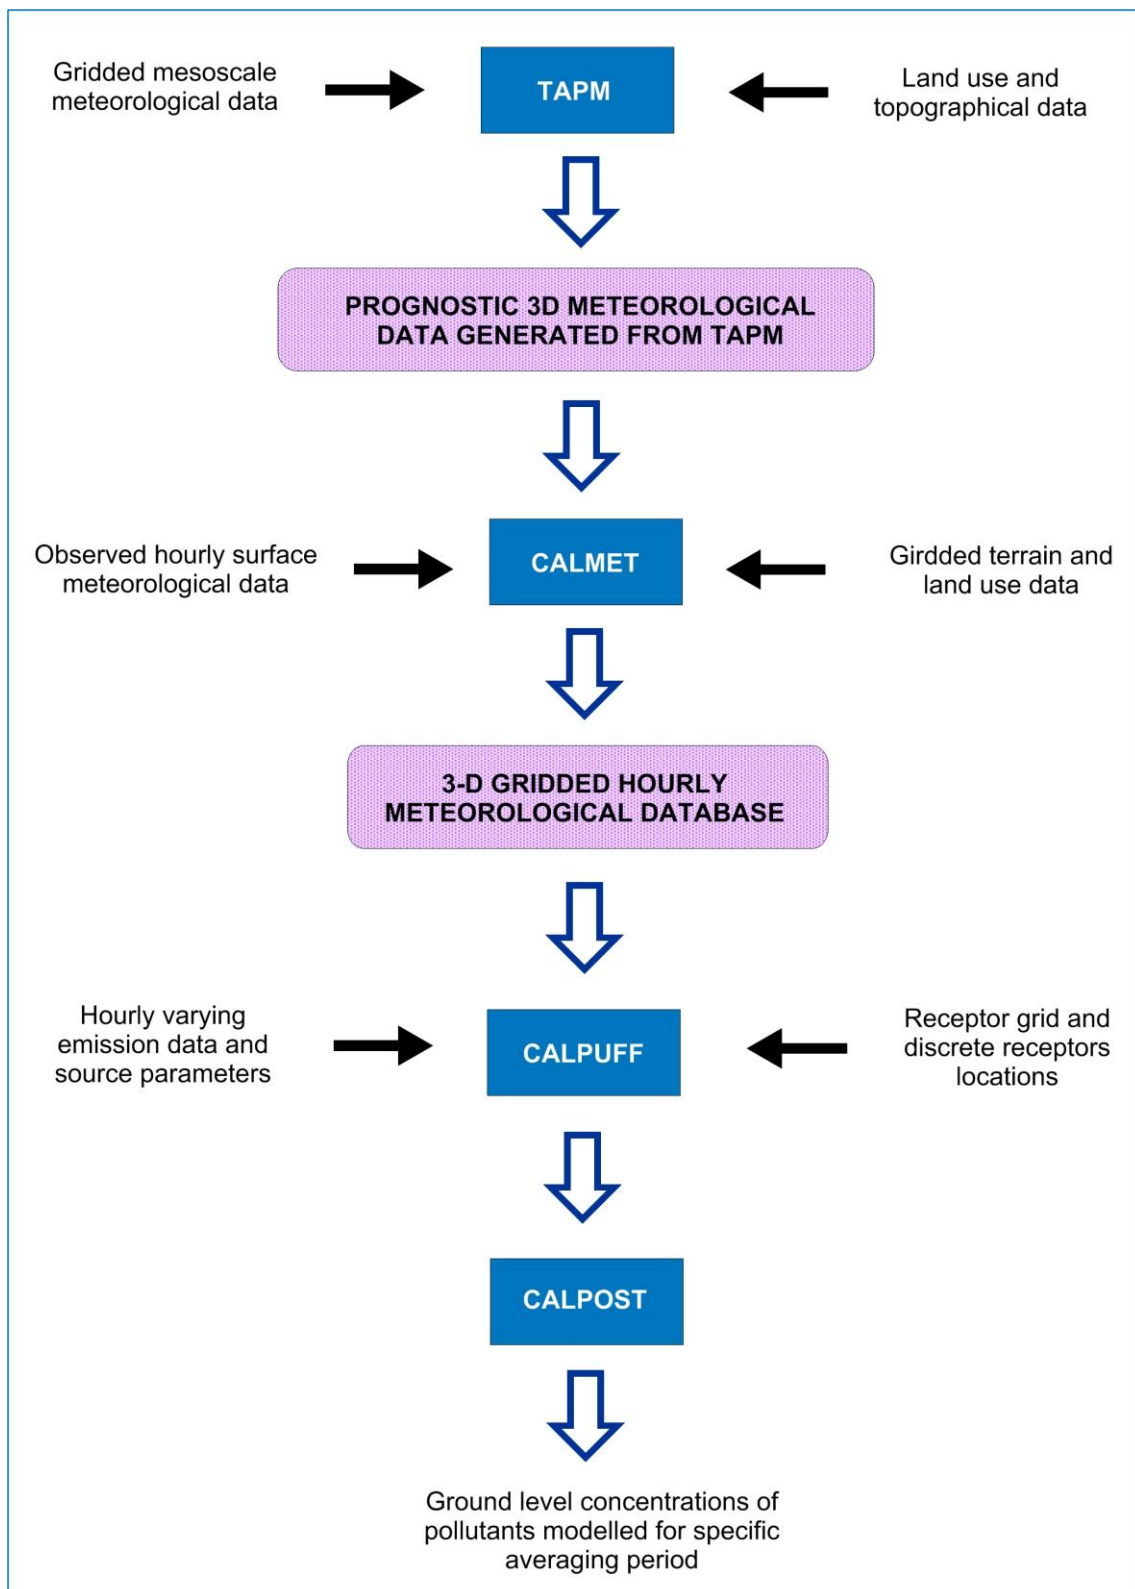 Gridded mesoscale
meteorological data
TAPM
Land use and
topographical data
PROGNOSTIC 3D METEOROLOGICAL
DATA GENERATED FROM TAPM
Observed hourly surface
meteorological data
CALMET
Girdded terrain and
land use data
3-D GRIDDED HOURLY
METEOROLOGICAL DATABASE
Hourly varying
emission data and
source parameters
CALPUFF
Receptor grid and
discrete receptors
locations
CALPOST
Ground level concentrations of
pollutants modelled for specific
averaging period